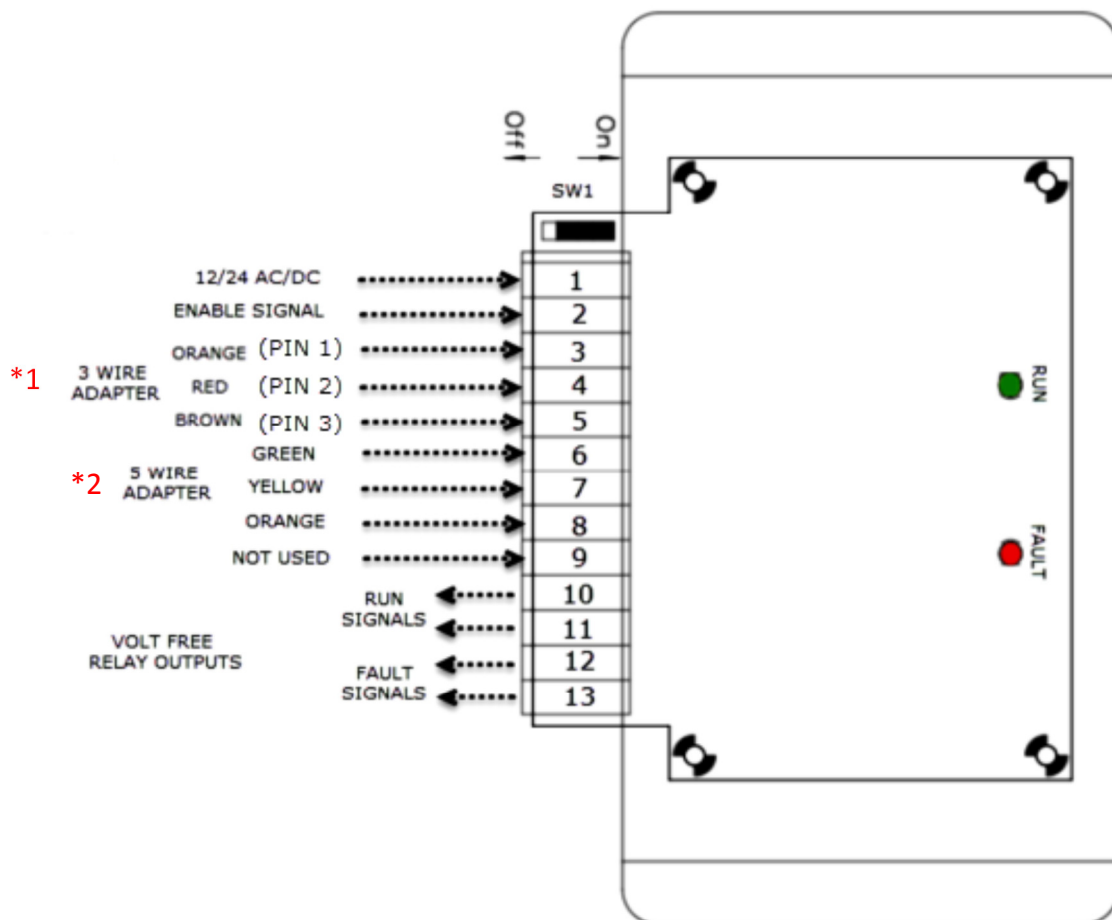 Off
On
SW1
12/24 AC/DC
1
ENABLE SIGNAL
2
ORANGE (PIN 1)
3
*1
3 WIRE
ADAPTER
RED (PIN 2)
4
BROWN (PIN 3)
5
GREEN
6
*2
5 WIRE
ADAPTER
YELLOW
7
ORANGE
8
NOT USED
9
VOLT FREE
RELAY OUTPUTS
RUN
SIGNALS
10
11
FAULT
SIGNALS
12
13
RUN
FAULT